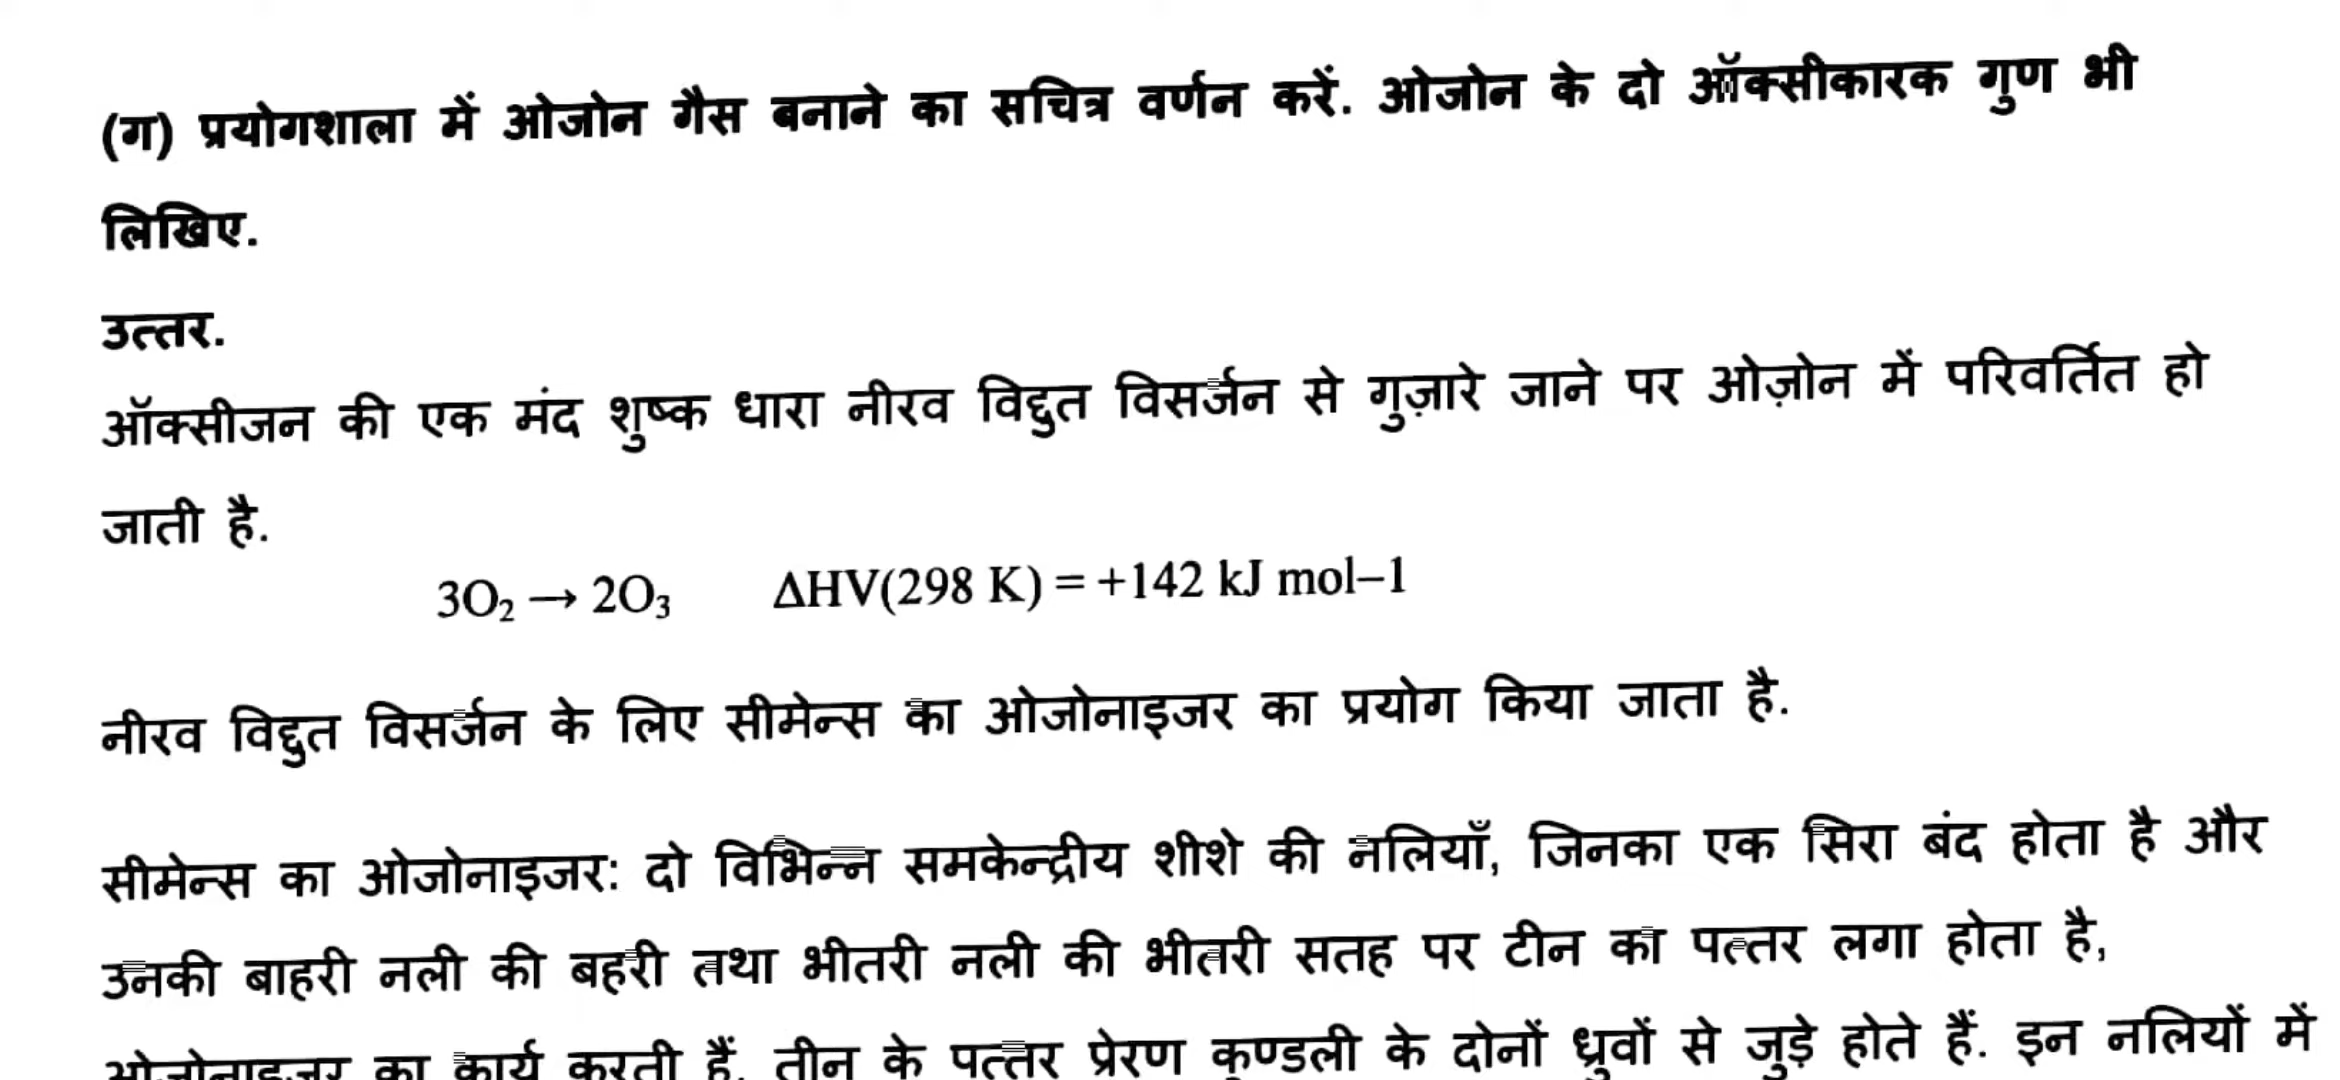 (ग) प्रयोगशाला में ओजोन गैस बनाने का सचित्र वर्णन करें. ओजोन के दो ऑक्सीकारक गुण भी
लिखिए.
उत्तर.
ऑक्सीजन की एक मंद शुष्क धारा नीरव विद्दुत विसर्जन से गुज़ारे जाने पर ओज़ोन में परिवर्तित हो
जाती है.
3O₂ → 2O₃ ΔHV(298 K) = +142 kJ mol–1
नीरव विद्दुत विसर्जन के लिए सीमेन्स का ओजोनाइजर का प्रयोग किया जाता है.
सीमेन्स का ओजोनाइजर: दो विभिन्न समकेन्द्रीय शीशे की नलियाँ, जिनका एक सिरा बंद होता है और
उनकी बाहरी नली की बहरी तथा भीतरी नली की भीतरी सतह पर टीन का पत्तर लगा होता है,
ओजोनाइजर का कार्य करती हैं. तीन के पत्तर प्रेरण कुण्डली के दोनों ध्रुवों से जुड़े होते हैं. इन नलियों में